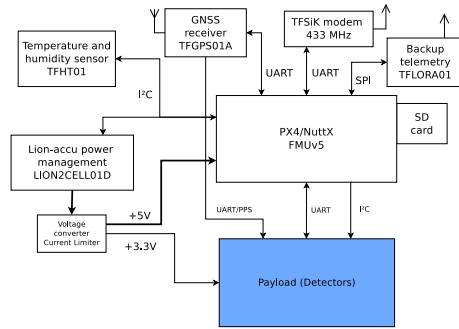 GNSS
receiver
TFGPS01A
TFSiK modem
433 MHz
Temperature and
humidity sensor
TFHT01
Backup
telemetry
TFLORA01
UART
UART
SPI
I²C
PX4/NuttX
FMUv5
SD
card
LIon-accu power
management
LION2CELL01D
Voltage
converter
Current Limiter
+5V
+3.3V
UART/PPS
UART
I²C
Payload (Detectors)